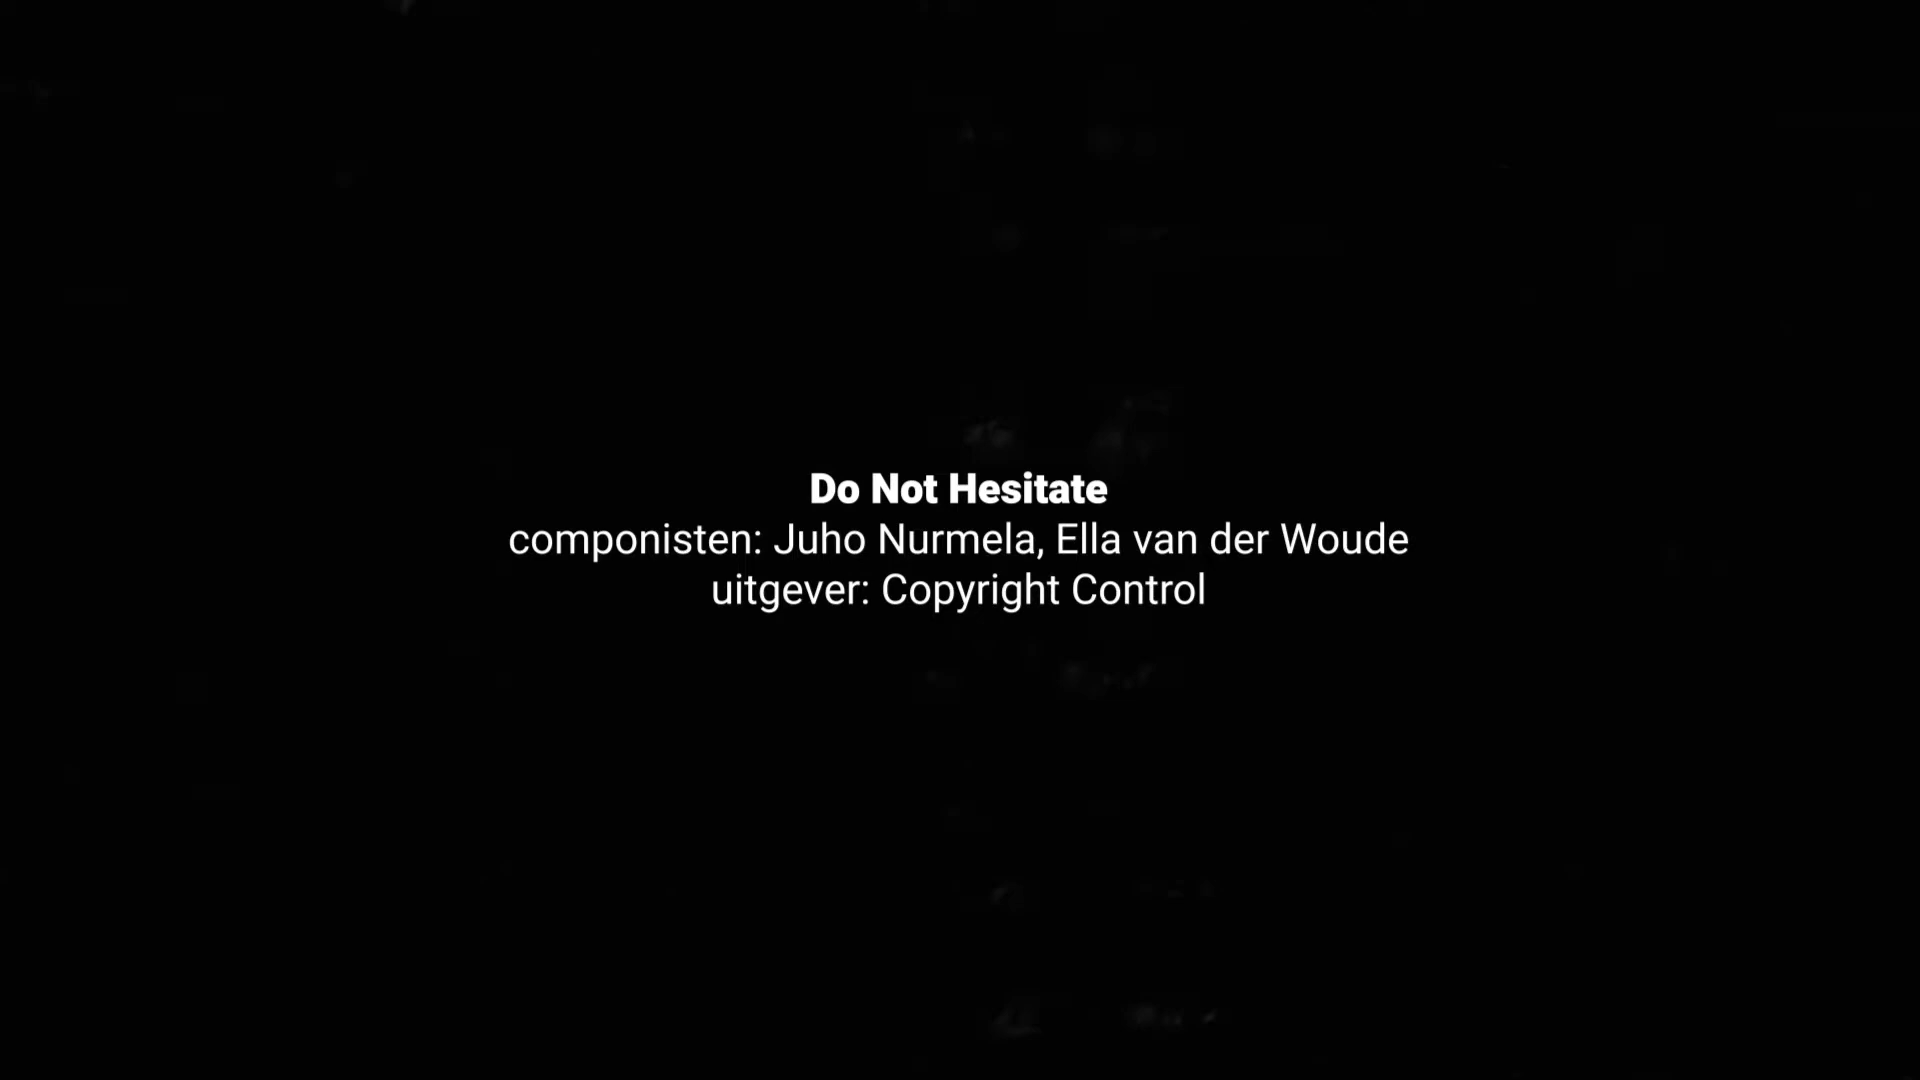 Do Not Hesitate
componisten: Juho Nurmela, Ella van der Woude
uitgever: Copyright Control